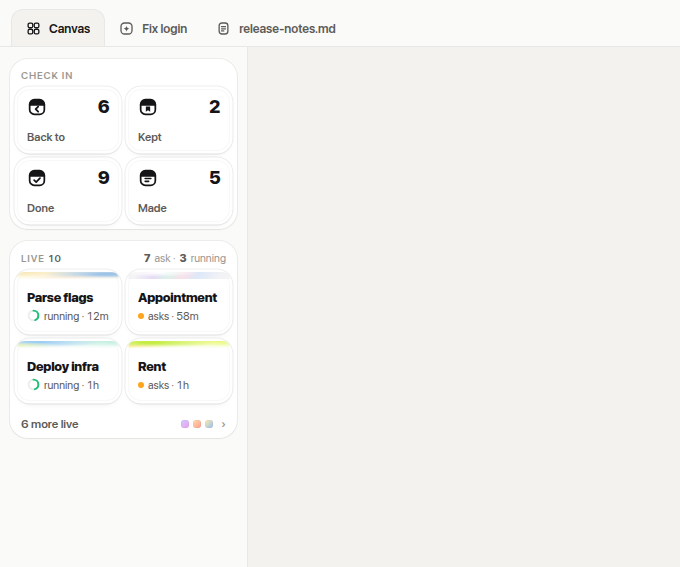 Canvas
Fix login
release-notes.md
CHECK IN
6
Back to
2
Kept
9
Done
5
Made
LIVE 10
7 ask · 3 running
Parse flags
running · 12m
Appointment
asks · 58m
Deploy infra
running · 1h
Rent
asks · 1h
6 more live